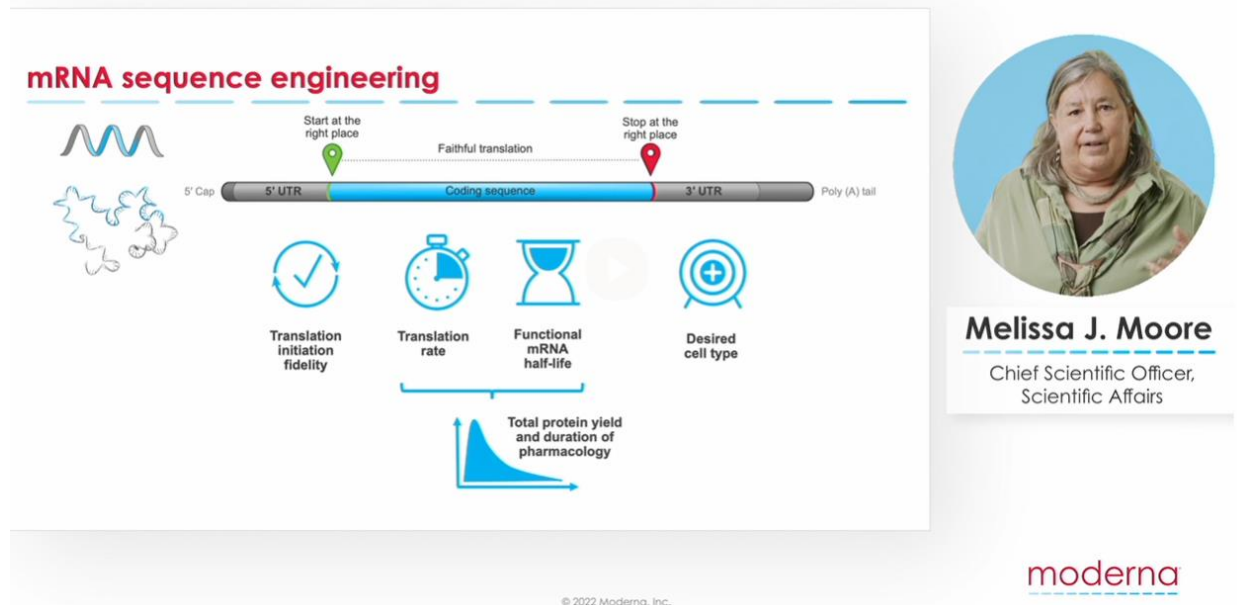 mRNA sequence engineering
Start at the
right place
Stop at the
right place
Faithful translation
5' Cap
5' UTR
Coding sequence
3' UTR
Poly (A) tail
Translation
initiation
fidelity
Translation
rate
Functional
mRNA
half-life
Desired
cell type
Total protein yield
and duration of
pharmacology
Melissa J. Moore
Chief Scientific Officer,
Scientific Affairs
moderna
© 2022 Moderna, Inc.